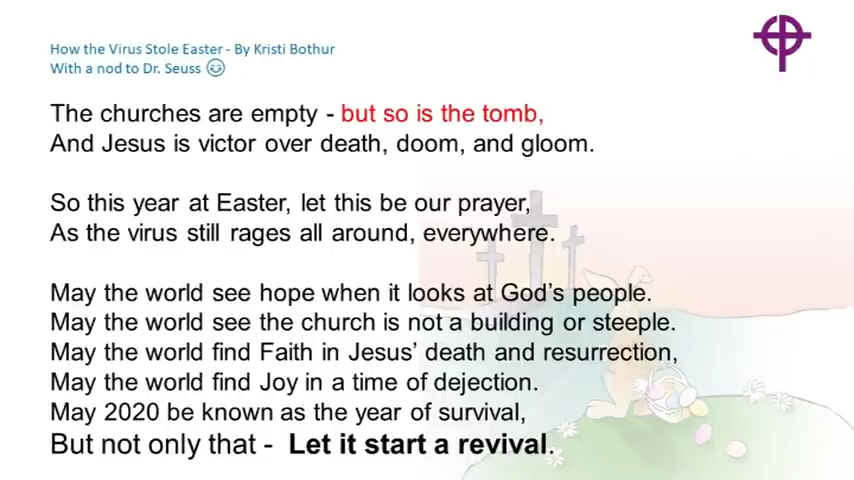 How the Virus Stole Easter - By Kristi Bothur
With a nod to Dr. Seuss 😊
The churches are empty - but so is the tomb,
And Jesus is victor over death, doom, and gloom.
So this year at Easter, let this be our prayer,
As the virus still rages all around, everywhere.
May the world see hope when it looks at God’s people.
May the world see the church is not a building or steeple.
May the world find Faith in Jesus’ death and resurrection,
May the world find Joy in a time of dejection.
May 2020 be known as the year of survival,
But not only that - Let it start a revival.